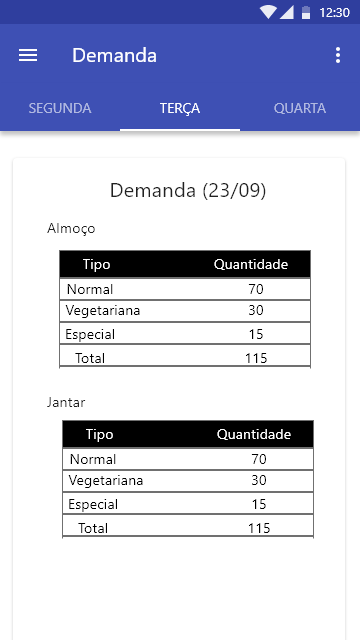 12:30
Demanda
SEGUNDA TERÇA QUARTA
Demanda (23/09)
Almoço
Tipo Quantidade
Normal 70
Vegetariana 30
Especial 15
Total 115
Jantar
Tipo Quantidade
Normal 70
Vegetariana 30
Especial 15
Total 115